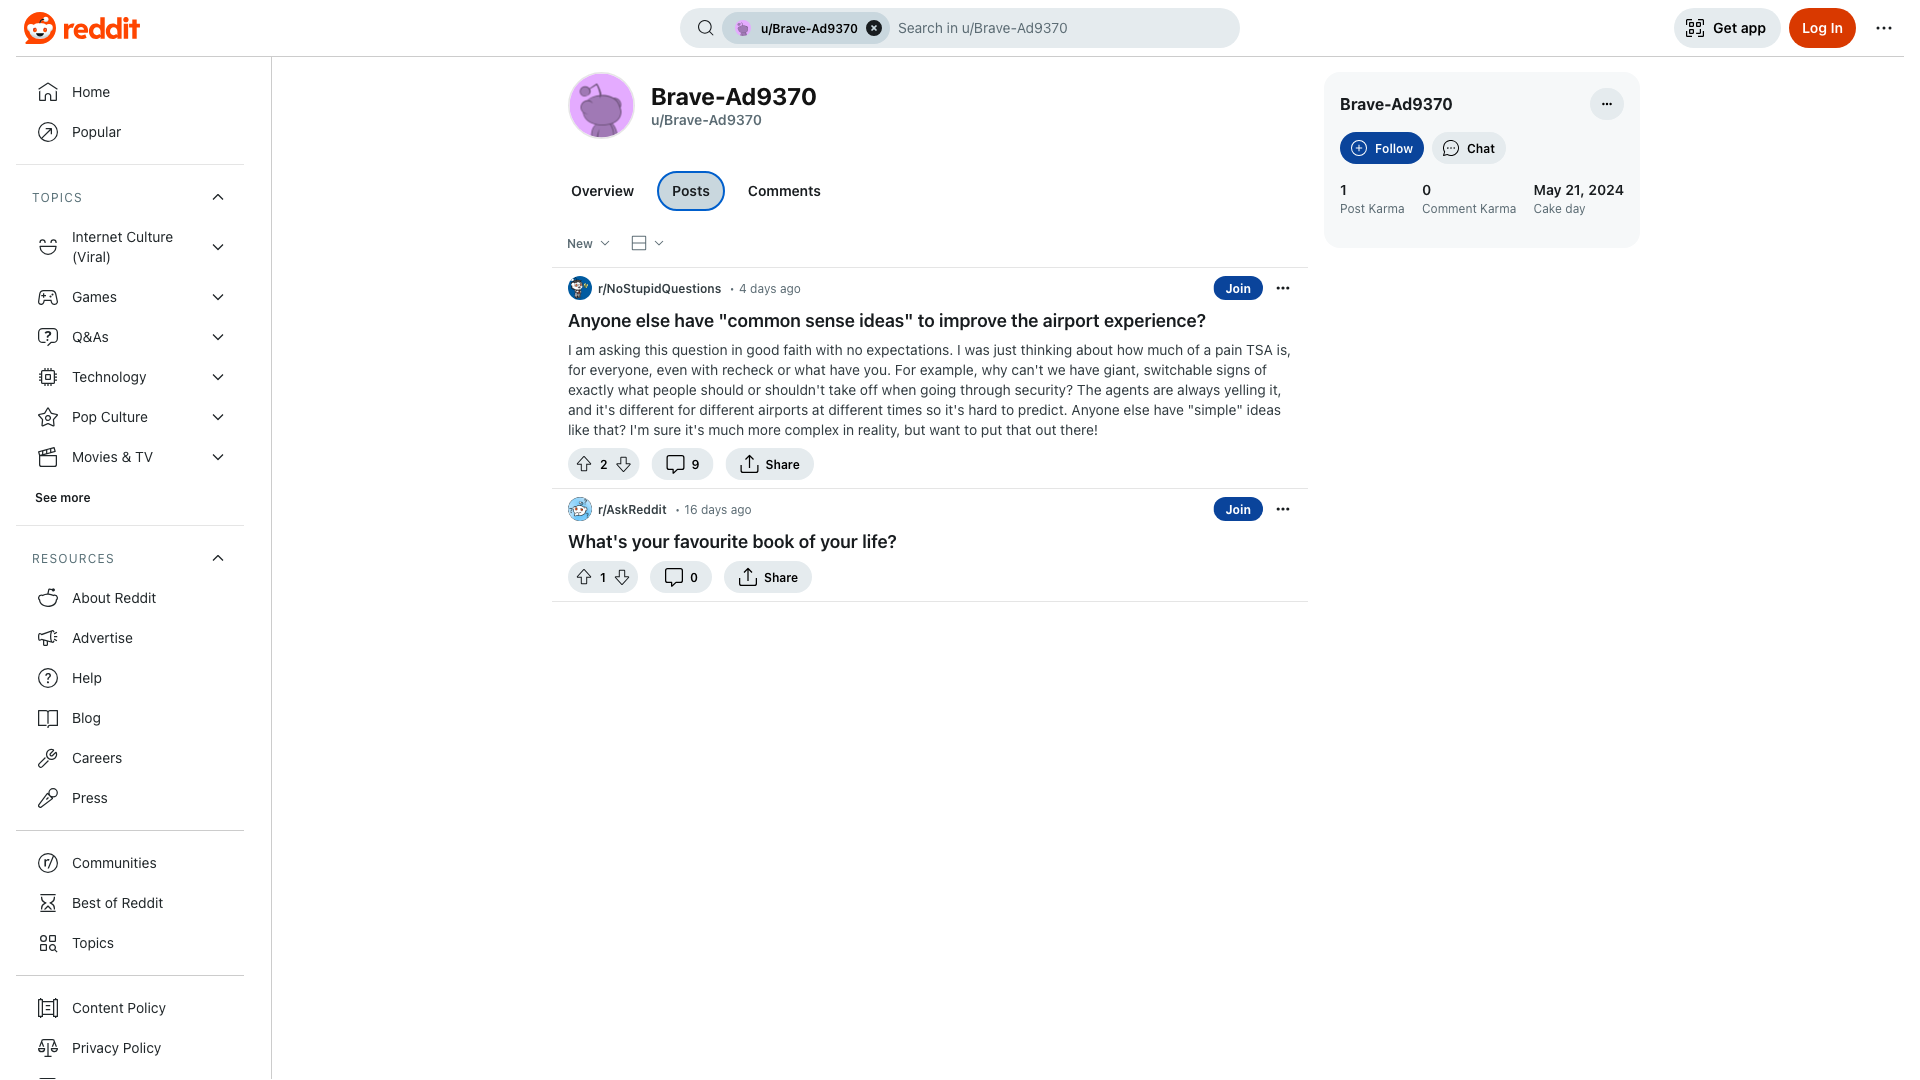 reddit
u/Brave-Ad9370
Search in u/Brave-Ad9370
Get app
Log In
Home
Popular
TOPICS
Internet Culture
(Viral)
Games
Q&As
Technology
Pop Culture
Movies & TV
See more
RESOURCES
About Reddit
Advertise
Help
Blog
Careers
Press
Communities
Best of Reddit
Topics
Content Policy
Privacy Policy
Brave-Ad9370
u/Brave-Ad9370
Overview
Posts
Comments
New
r/NoStupidQuestions • 4 days ago
Join
Anyone else have "common sense ideas" to improve the airport experience?
I am asking this question in good faith with no expectations. I was just thinking about how much of a pain TSA is,
for everyone, even with recheck or what have you. For example, why can't we have giant, switchable signs of
exactly what people should or shouldn't take off when going through security? The agents are always yelling it,
and it's different for different airports at different times so it's hard to predict. Anyone else have "simple" ideas
like that? I'm sure it's much more complex in reality, but want to put that out there!
2
9
Share
r/AskReddit • 16 days ago
Join
What's your favourite book of your life?
1
0
Share
Brave-Ad9370
Follow
Chat
1
Post Karma
0
Comment Karma
May 21, 2024
Cake day